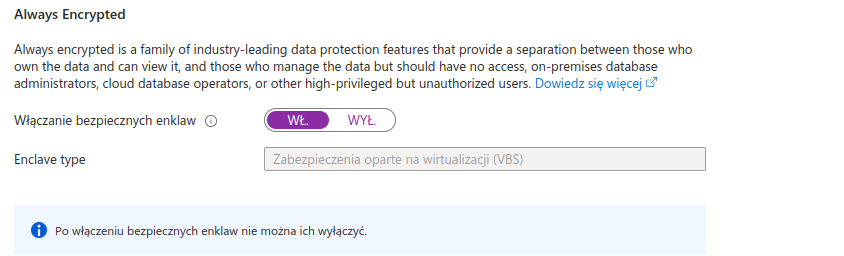 Always Encrypted
Always encrypted is a family of industry-leading data protection features that provide a separation between those who
own the data and can view it, and those who manage the data but should have no access, on-premises database
administrators, cloud database operators, or other high-privileged but unauthorized users. Dowiedz się więcej
Włączanie bezpiecznych enklaw WŁ. WYŁ.
Enclave type Zabezpieczenia oparte na wirtualizacji (VBS)
Po włączeniu bezpiecznych enklaw nie można ich wyłączyć.